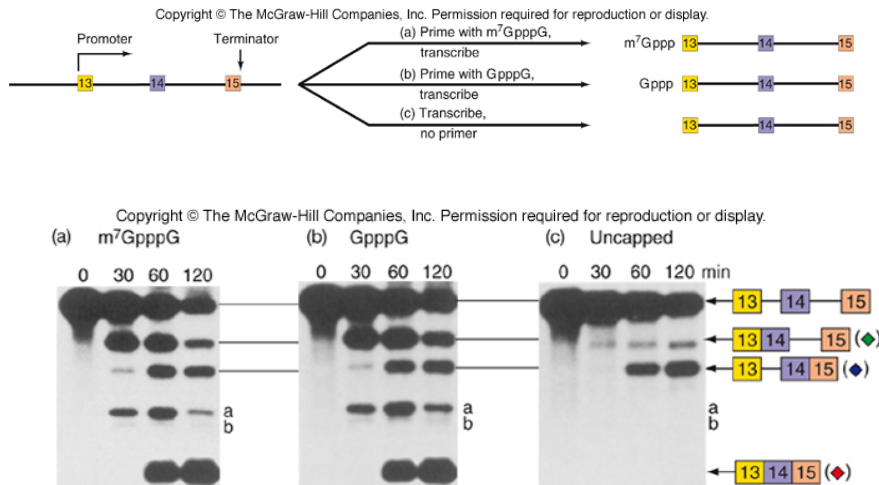 Copyright © The McGraw-Hill Companies, Inc. Permission required for reproduction or display.
Promoter
Terminator
13
14
15
(a) Prime with m⁷GpppG,
transcribe
(b) Prime with GpppG,
transcribe
(c) Transcribe,
no primer
m⁷Gppp 13 14 15
Gppp 13 14 15
13 14 15
Copyright © The McGraw-Hill Companies, Inc. Permission required for reproduction or display.
(a) m⁷GpppG
0 30 60 120
a
b
(b) GpppG
0 30 60 120
a
b
(c) Uncapped
0 30 60 120 min
a
b
13 14 15
13 14 15 (◆)
13 14 15 (◆)
13 14 15 (◆)